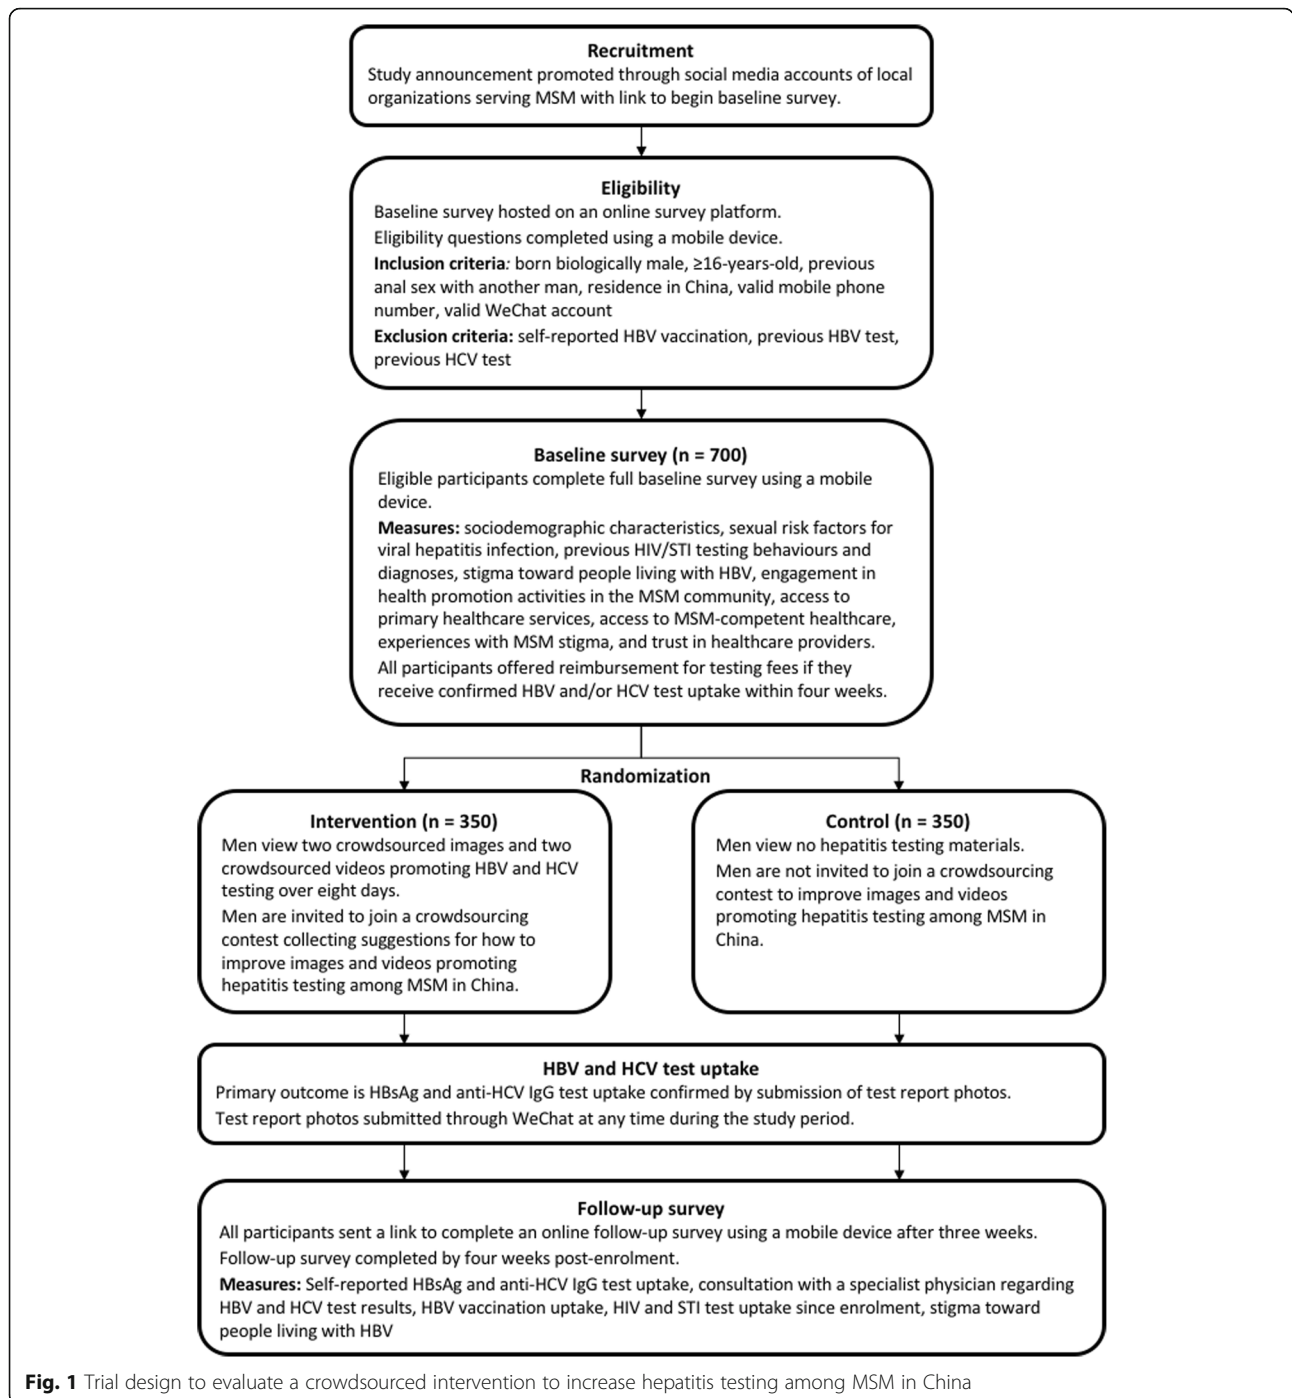 Recruitment
Study announcement promoted through social media accounts of local
organizations serving MSM with link to begin baseline survey.
Eligibility
Baseline survey hosted on an online survey platform.
Eligibility questions completed using a mobile device.
Inclusion criteria: born biologically male, ≥16-years-old, previous
anal sex with another man, residence in China, valid mobile phone
number, valid WeChat account
Exclusion criteria: self-reported HBV vaccination, previous HBV test,
previous HCV test
Baseline survey (n = 700)
Eligible participants complete full baseline survey using a mobile
device.
Measures: sociodemographic characteristics, sexual risk factors for
viral hepatitis infection, previous HIV/STI testing behaviours and
diagnoses, stigma toward people living with HBV, engagement in
health promotion activities in the MSM community, access to
primary healthcare services, access to MSM-competent healthcare,
experiences with MSM stigma, and trust in healthcare providers.
All participants offered reimbursement for testing fees if they
receive confirmed HBV and/or HCV test uptake within four weeks.
Randomization
Intervention (n = 350)
Men view two crowdsourced images and two
crowdsourced videos promoting HBV and HCV
testing over eight days.
Men are invited to join a crowdsourcing
contest collecting suggestions for how to
improve images and videos promoting
hepatitis testing among MSM in China.
Control (n = 350)
Men view no hepatitis testing materials.
Men are not invited to join a crowdsourcing
contest to improve images and videos
promoting hepatitis testing among MSM in
China.
HBV and HCV test uptake
Primary outcome is HBsAg and anti-HCV IgG test uptake confirmed by submission of test report photos.
Test report photos submitted through WeChat at any time during the study period.
Follow-up survey
All participants sent a link to complete an online follow-up survey using a mobile device after three weeks.
Follow-up survey completed by four weeks post-enrolment.
Measures: Self-reported HBsAg and anti-HCV IgG test uptake, consultation with a specialist physician regarding
HBV and HCV test results, HBV vaccination uptake, HIV and STI test uptake since enrolment, stigma toward
people living with HBV
Fig. 1 Trial design to evaluate a crowdsourced intervention to increase hepatitis testing among MSM in China